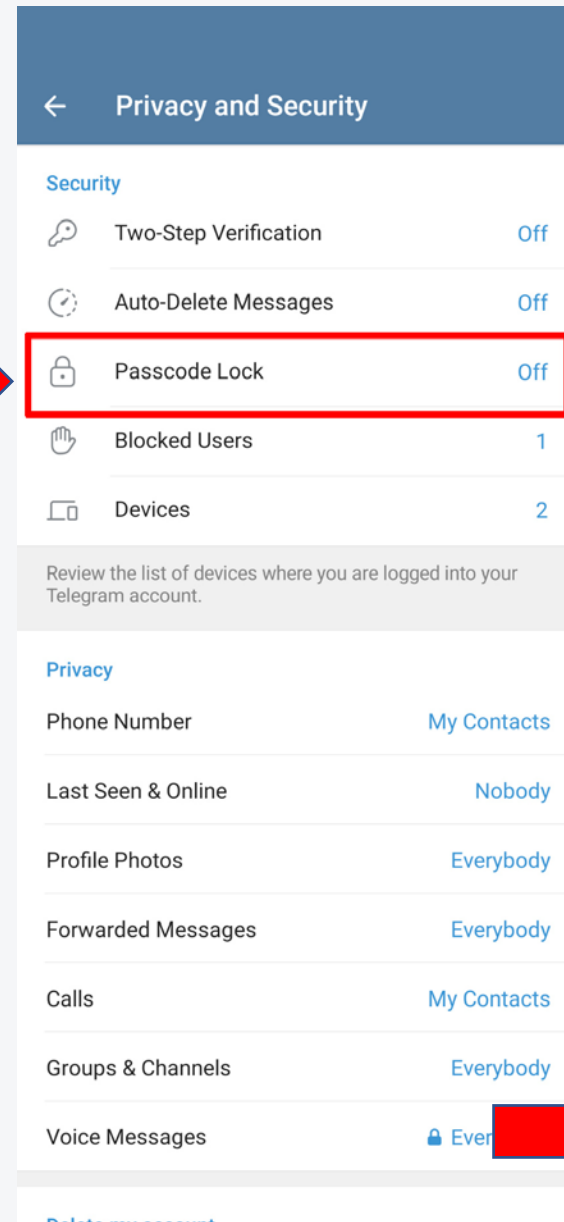 Privacy and Security
Security
Two-Step Verification Off
Auto-Delete Messages Off
Passcode Lock Off
Blocked Users 1
Devices 2
Review the list of devices where you are logged into your
Telegram account.
Privacy
Phone Number My Contacts
Last Seen & Online Nobody
Profile Photos Everybody
Forwarded Messages Everybody
Calls My Contacts
Groups & Channels Everybody
Voice Messages